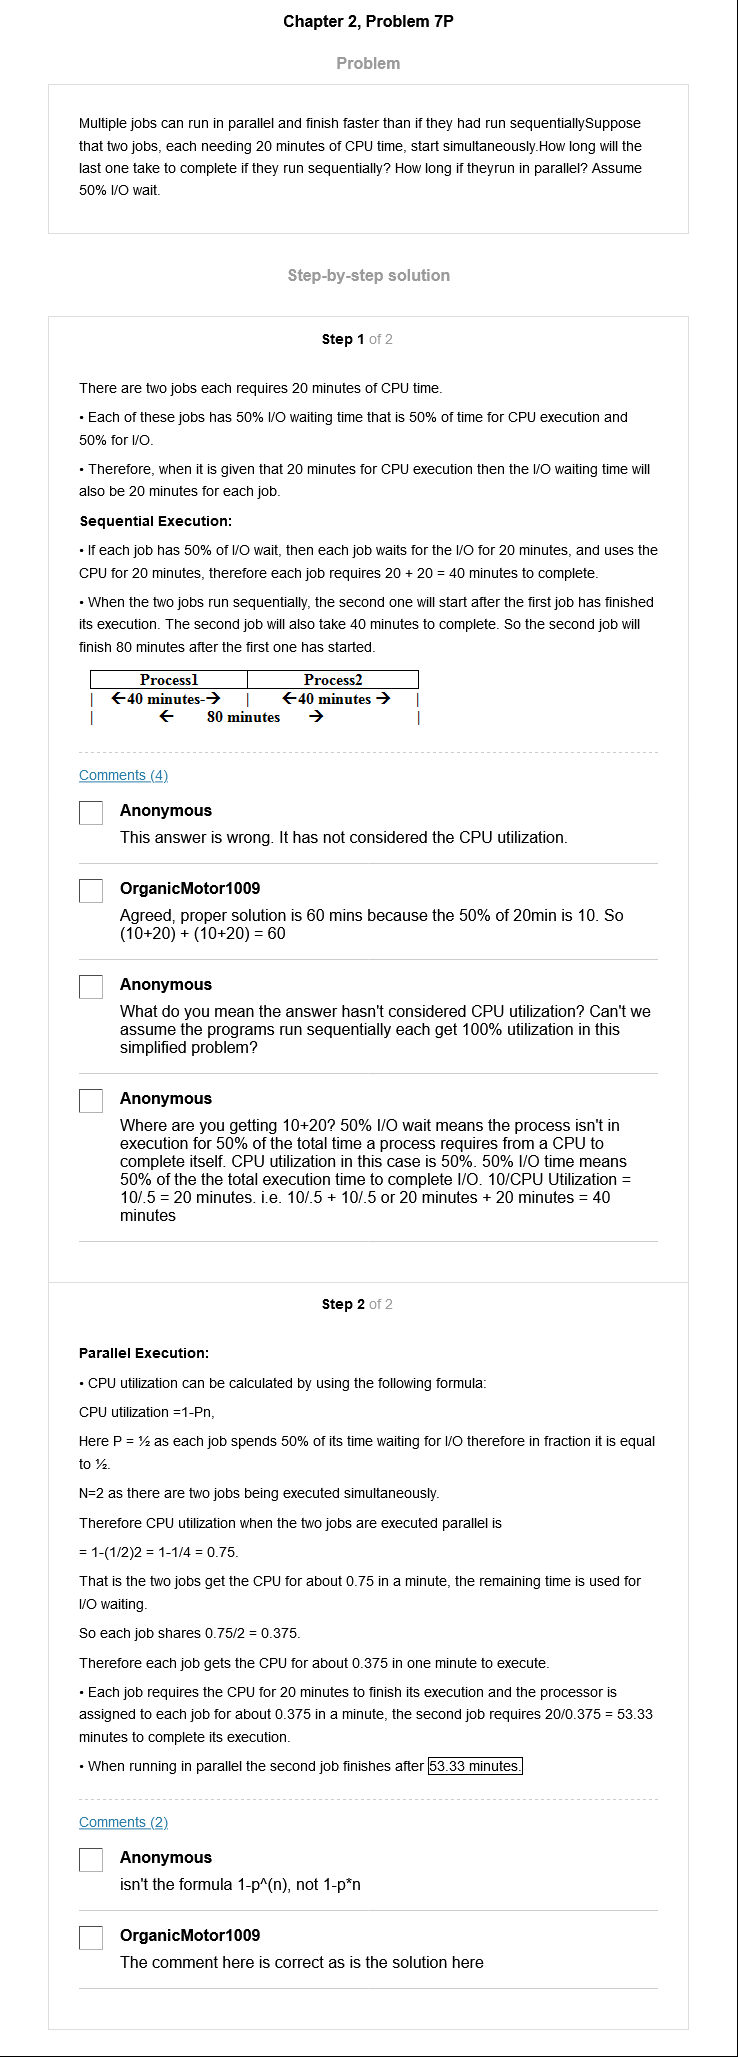 Chapter 2, Problem 7P
Problem
Multiple jobs can run in parallel and finish faster than if they had run sequentiallySuppose
that two jobs, each needing 20 minutes of CPU time, start simultaneously.How long will the
last one take to complete if they run sequentially? How long if theyrun in parallel? Assume
50% I/O wait.
Step-by-step solution
Step 1 of 2
There are two jobs each requires 20 minutes of CPU time.
• Each of these jobs has 50% I/O waiting time that is 50% of time for CPU execution and
50% for I/O.
• Therefore, when it is given that 20 minutes for CPU execution then the I/O waiting time will
also be 20 minutes for each job.
Sequential Execution:
• If each job has 50% of I/O wait, then each job waits for the I/O for 20 minutes, and uses the
CPU for 20 minutes, therefore each job requires 20 + 20 = 40 minutes to complete.
• When the two jobs run sequentially, the second one will start after the first job has finished
its execution. The second job will also take 40 minutes to complete. So the second job will
finish 80 minutes after the first one has started.
Process1 Process2
| ←40 minutes-→ | ←40 minutes → |
| ← 80 minutes → |
Comments (4)
Anonymous
This answer is wrong. It has not considered the CPU utilization.
OrganicMotor1009
Agreed, proper solution is 60 mins because the 50% of 20min is 10. So
(10+20) + (10+20) = 60
Anonymous
What do you mean the answer hasn't considered CPU utilization? Can't we
assume the programs run sequentially each get 100% utilization in this
simplified problem?
Anonymous
Where are you getting 10+20? 50% I/O wait means the process isn't in
execution for 50% of the total time a process requires from a CPU to
complete itself. CPU utilization in this case is 50%. 50% I/O time means
50% of the the total execution time to complete I/O. 10/CPU Utilization =
10/.5 = 20 minutes. i.e. 10/.5 + 10/.5 or 20 minutes + 20 minutes = 40
minutes
Step 2 of 2
Parallel Execution:
• CPU utilization can be calculated by using the following formula:
CPU utilization =1-Pn,
Here P = ½ as each job spends 50% of its time waiting for I/O therefore in fraction it is equal
to ½.
N=2 as there are two jobs being executed simultaneously.
Therefore CPU utilization when the two jobs are executed parallel is
= 1-(1/2)2 = 1-1/4 = 0.75.
That is the two jobs get the CPU for about 0.75 in a minute, the remaining time is used for
I/O waiting.
So each job shares 0.75/2 = 0.375.
Therefore each job gets the CPU for about 0.375 in one minute to execute.
• Each job requires the CPU for 20 minutes to finish its execution and the processor is
assigned to each job for about 0.375 in a minute, the second job requires 20/0.375 = 53.33
minutes to complete its execution.
• When running in parallel the second job finishes after 53.33 minutes.
Comments (2)
Anonymous
isn't the formula 1-p^(n), not 1-p*n
OrganicMotor1009
The comment here is correct as is the solution here